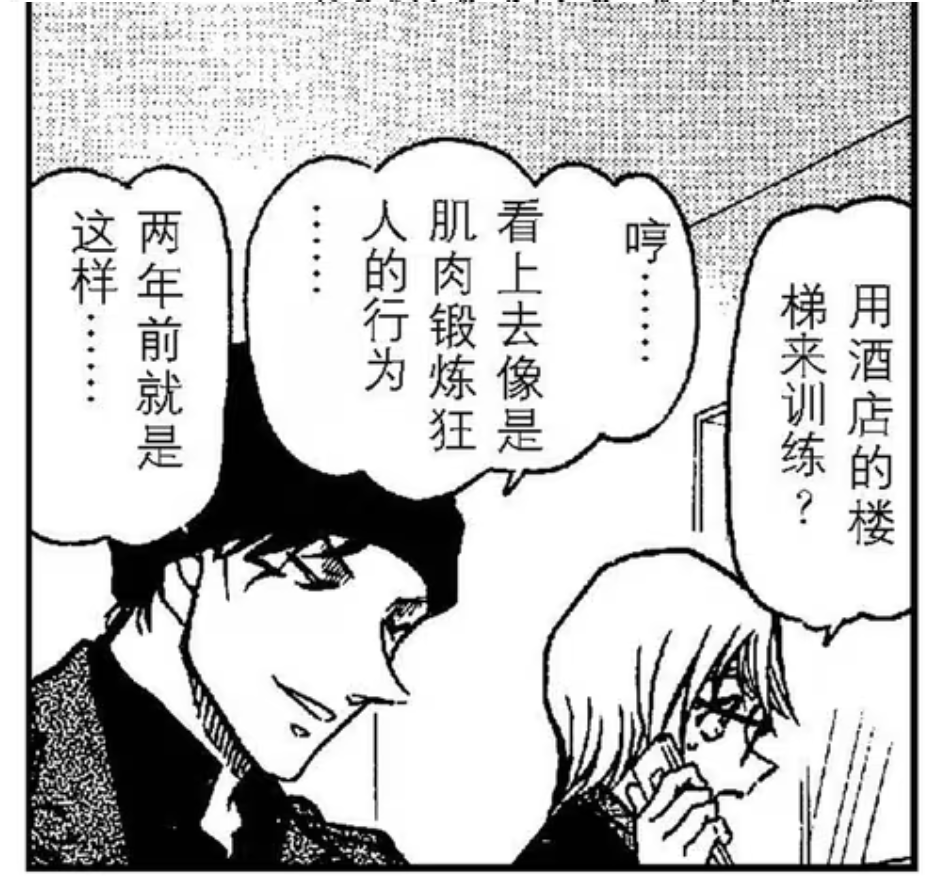 用酒店的楼
梯来训练？
哼……
看上去像是
肌肉锻炼狂
人的行为
……
两年前就是
这样……